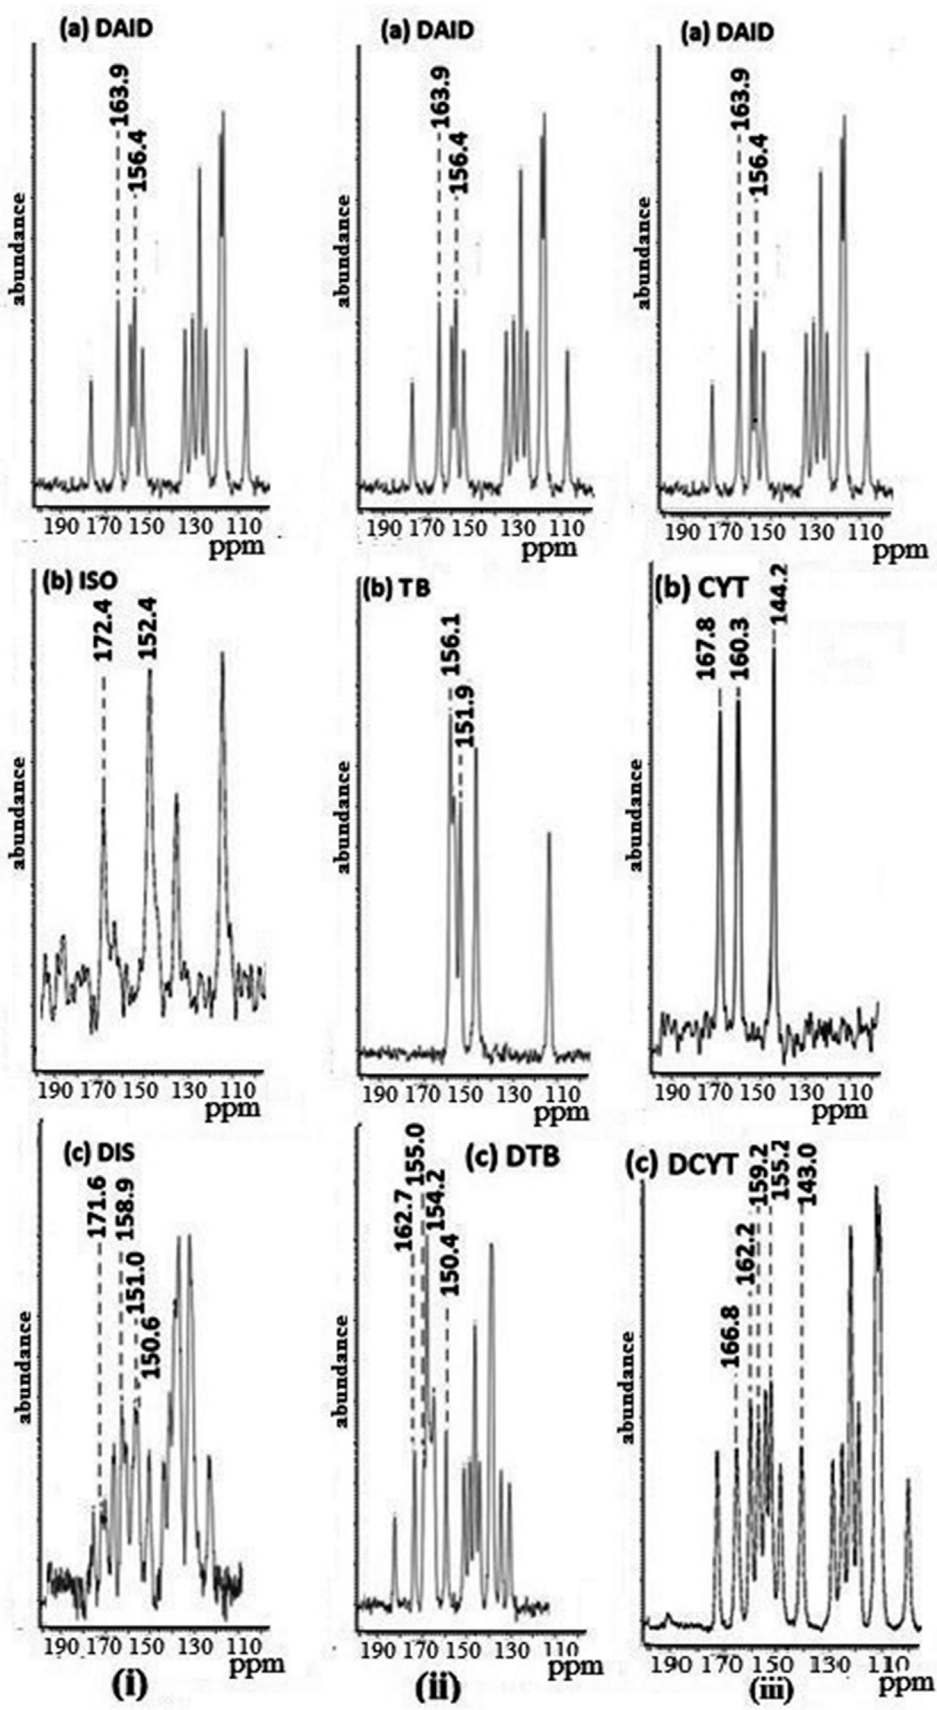 (a) DAID
163.9
156.4
abundance
190 170 150 130 110
ppm
(a) DAID
163.9
156.4
abundance
190 170 150 130 110
ppm
(a) DAID
163.9
156.4
abundance
190 170 150 130 110
ppm
(b) ISO
172.4
152.4
abundance
190 170 150 130 110
ppm
(b) TB
156.1
151.9
abundance
190 170 150 130 110
ppm
(b) CYT
167.8
160.3
144.2
abundance
190 170 150 130 110
ppm
(c) DIS
171.6
158.9
151.0
150.6
abundance
190 170 150 130 110
ppm
(i)
(c) DTB
162.7
155.0
154.2
150.4
abundance
190 170 150 130
ppm
(ii)
(c) DCYT
166.8
162.2
159.2
155.2
143.0
abundance
190 170 150 130 110
ppm
(iii)